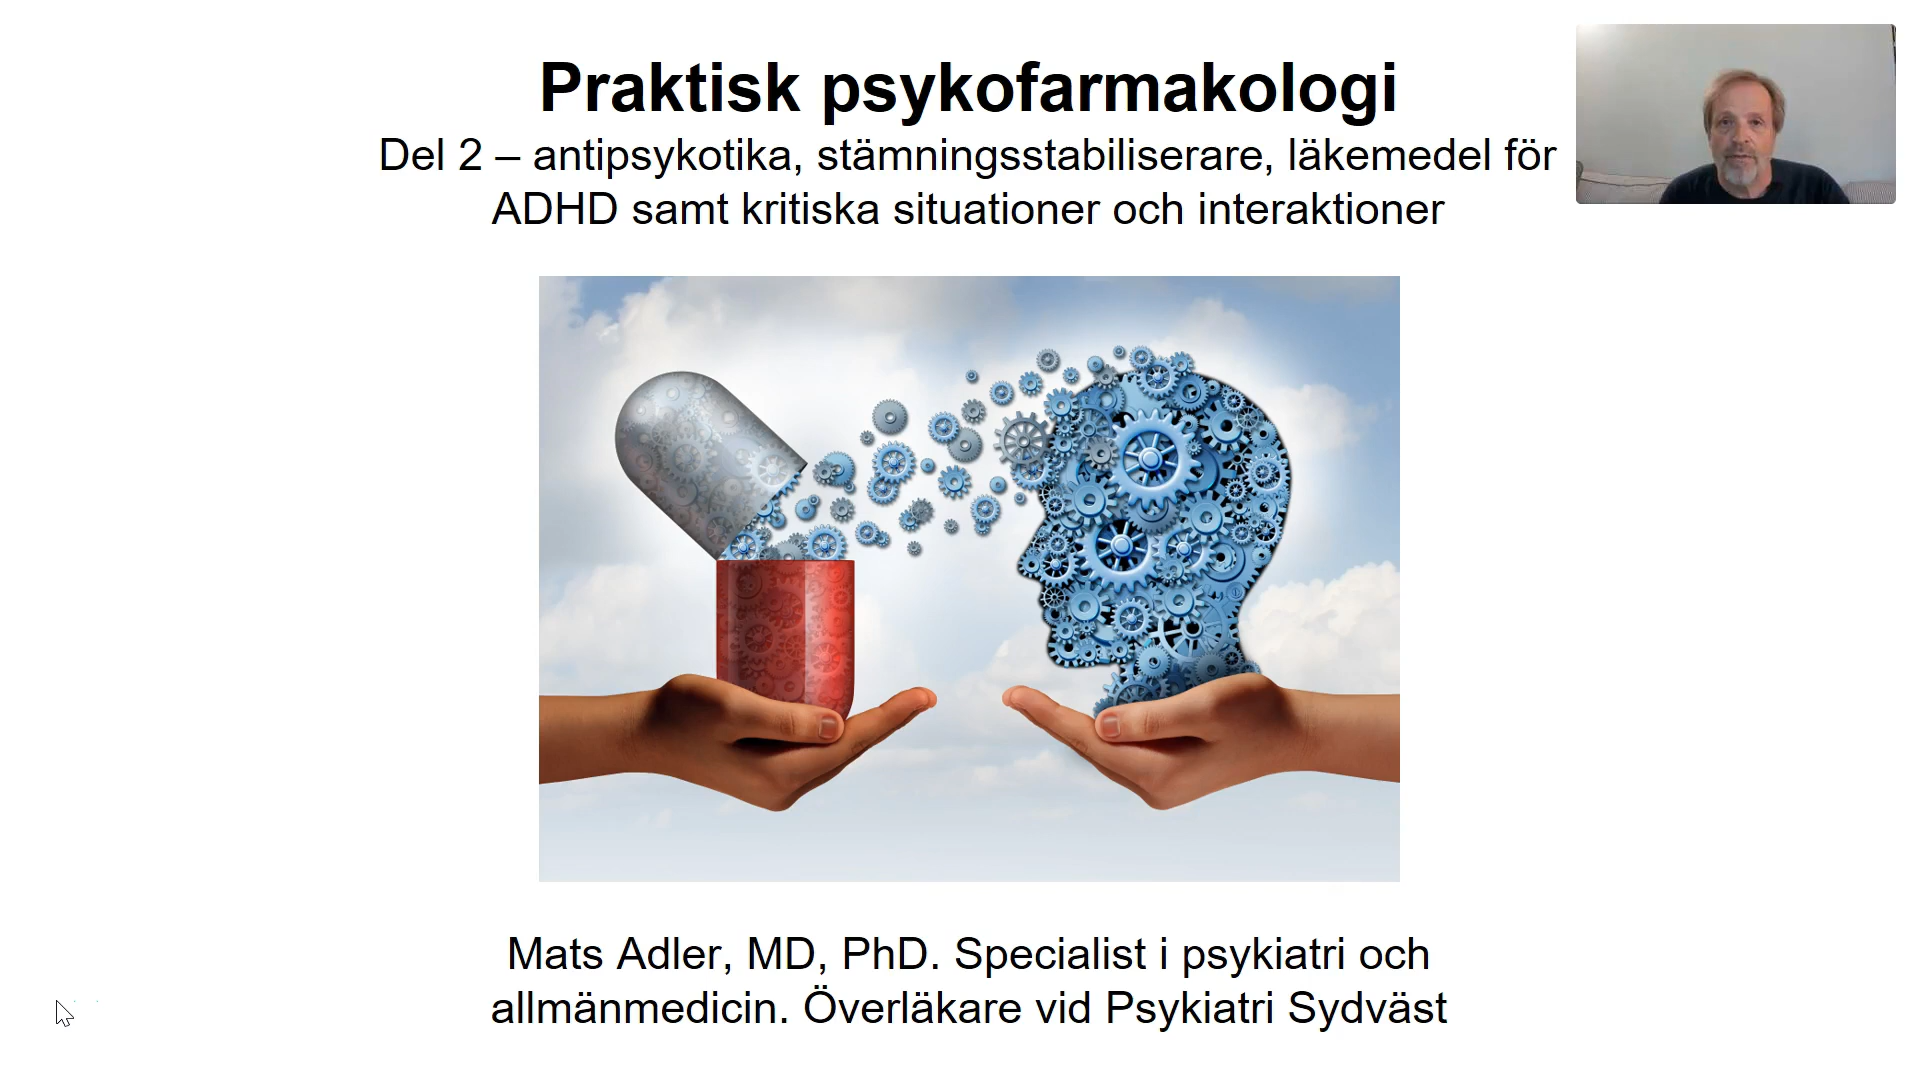 Praktisk psykofarmakologi
Del 2 – antipsykotika, stämningsstabiliserare, läkemedel för
ADHD samt kritiska situationer och interaktioner
Mats Adler, MD, PhD. Specialist i psykiatri och
allmänmedicin. Överläkare vid Psykiatri Sydväst